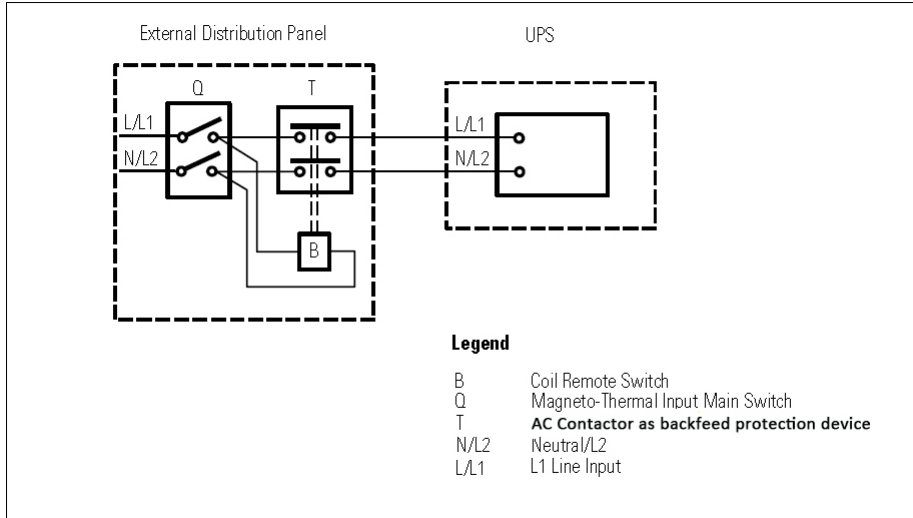 External Distribution Panel
UPS
Q
T
L/L1
L/L1
N/L2
N/L2
B
Legend
B Coil Remote Switch
Q Magneto-Thermal Input Main Switch
T AC Contactor as backfeed protection device
N/L2 Neutral/L2
L/L1 L1 Line Input